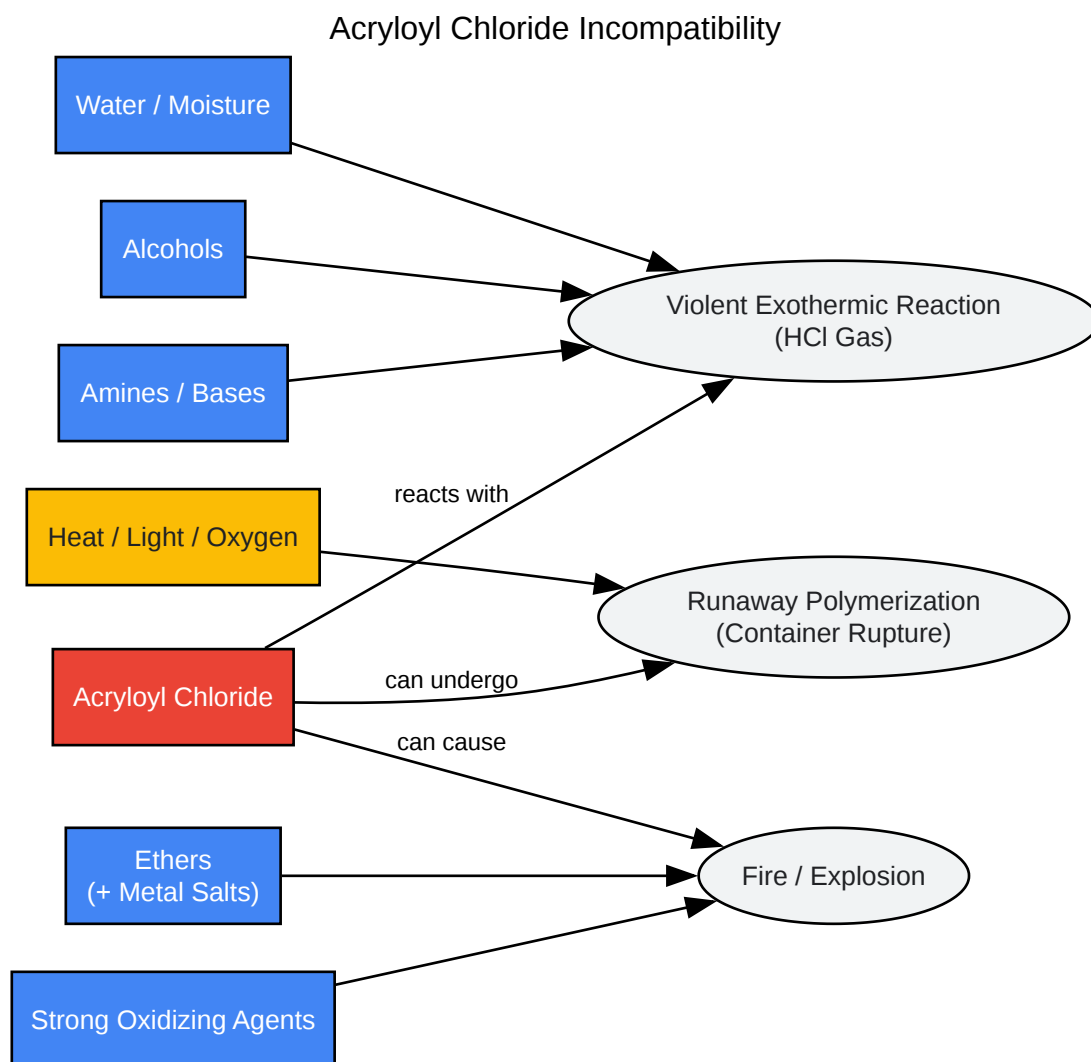 Acryloyl Chloride Incompatibility
Water / Moisture
Alcohols
Violent Exothermic Reaction
(HCl Gas)
Amines / Bases
reacts with
Heat / Light / Oxygen
Runaway Polymerization
(Container Rupture)
Acryloyl Chloride
can undergo
can cause
Ethers
(+ Metal Salts)
Fire / Explosion
Strong Oxidizing Agents